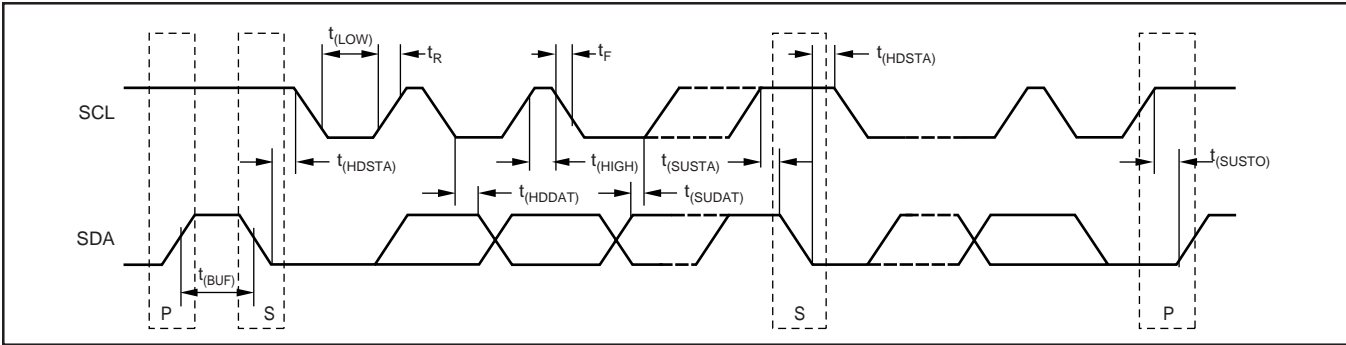 t(LOW)
tR
tF
t(HDSTA)
SCL
t(HDSTA)
t(HIGH)
t(SUSTA)
t(SUSTO)
t(HDDAT)
t(SUDAT)
SDA
t(BUF)
P
S
S
P